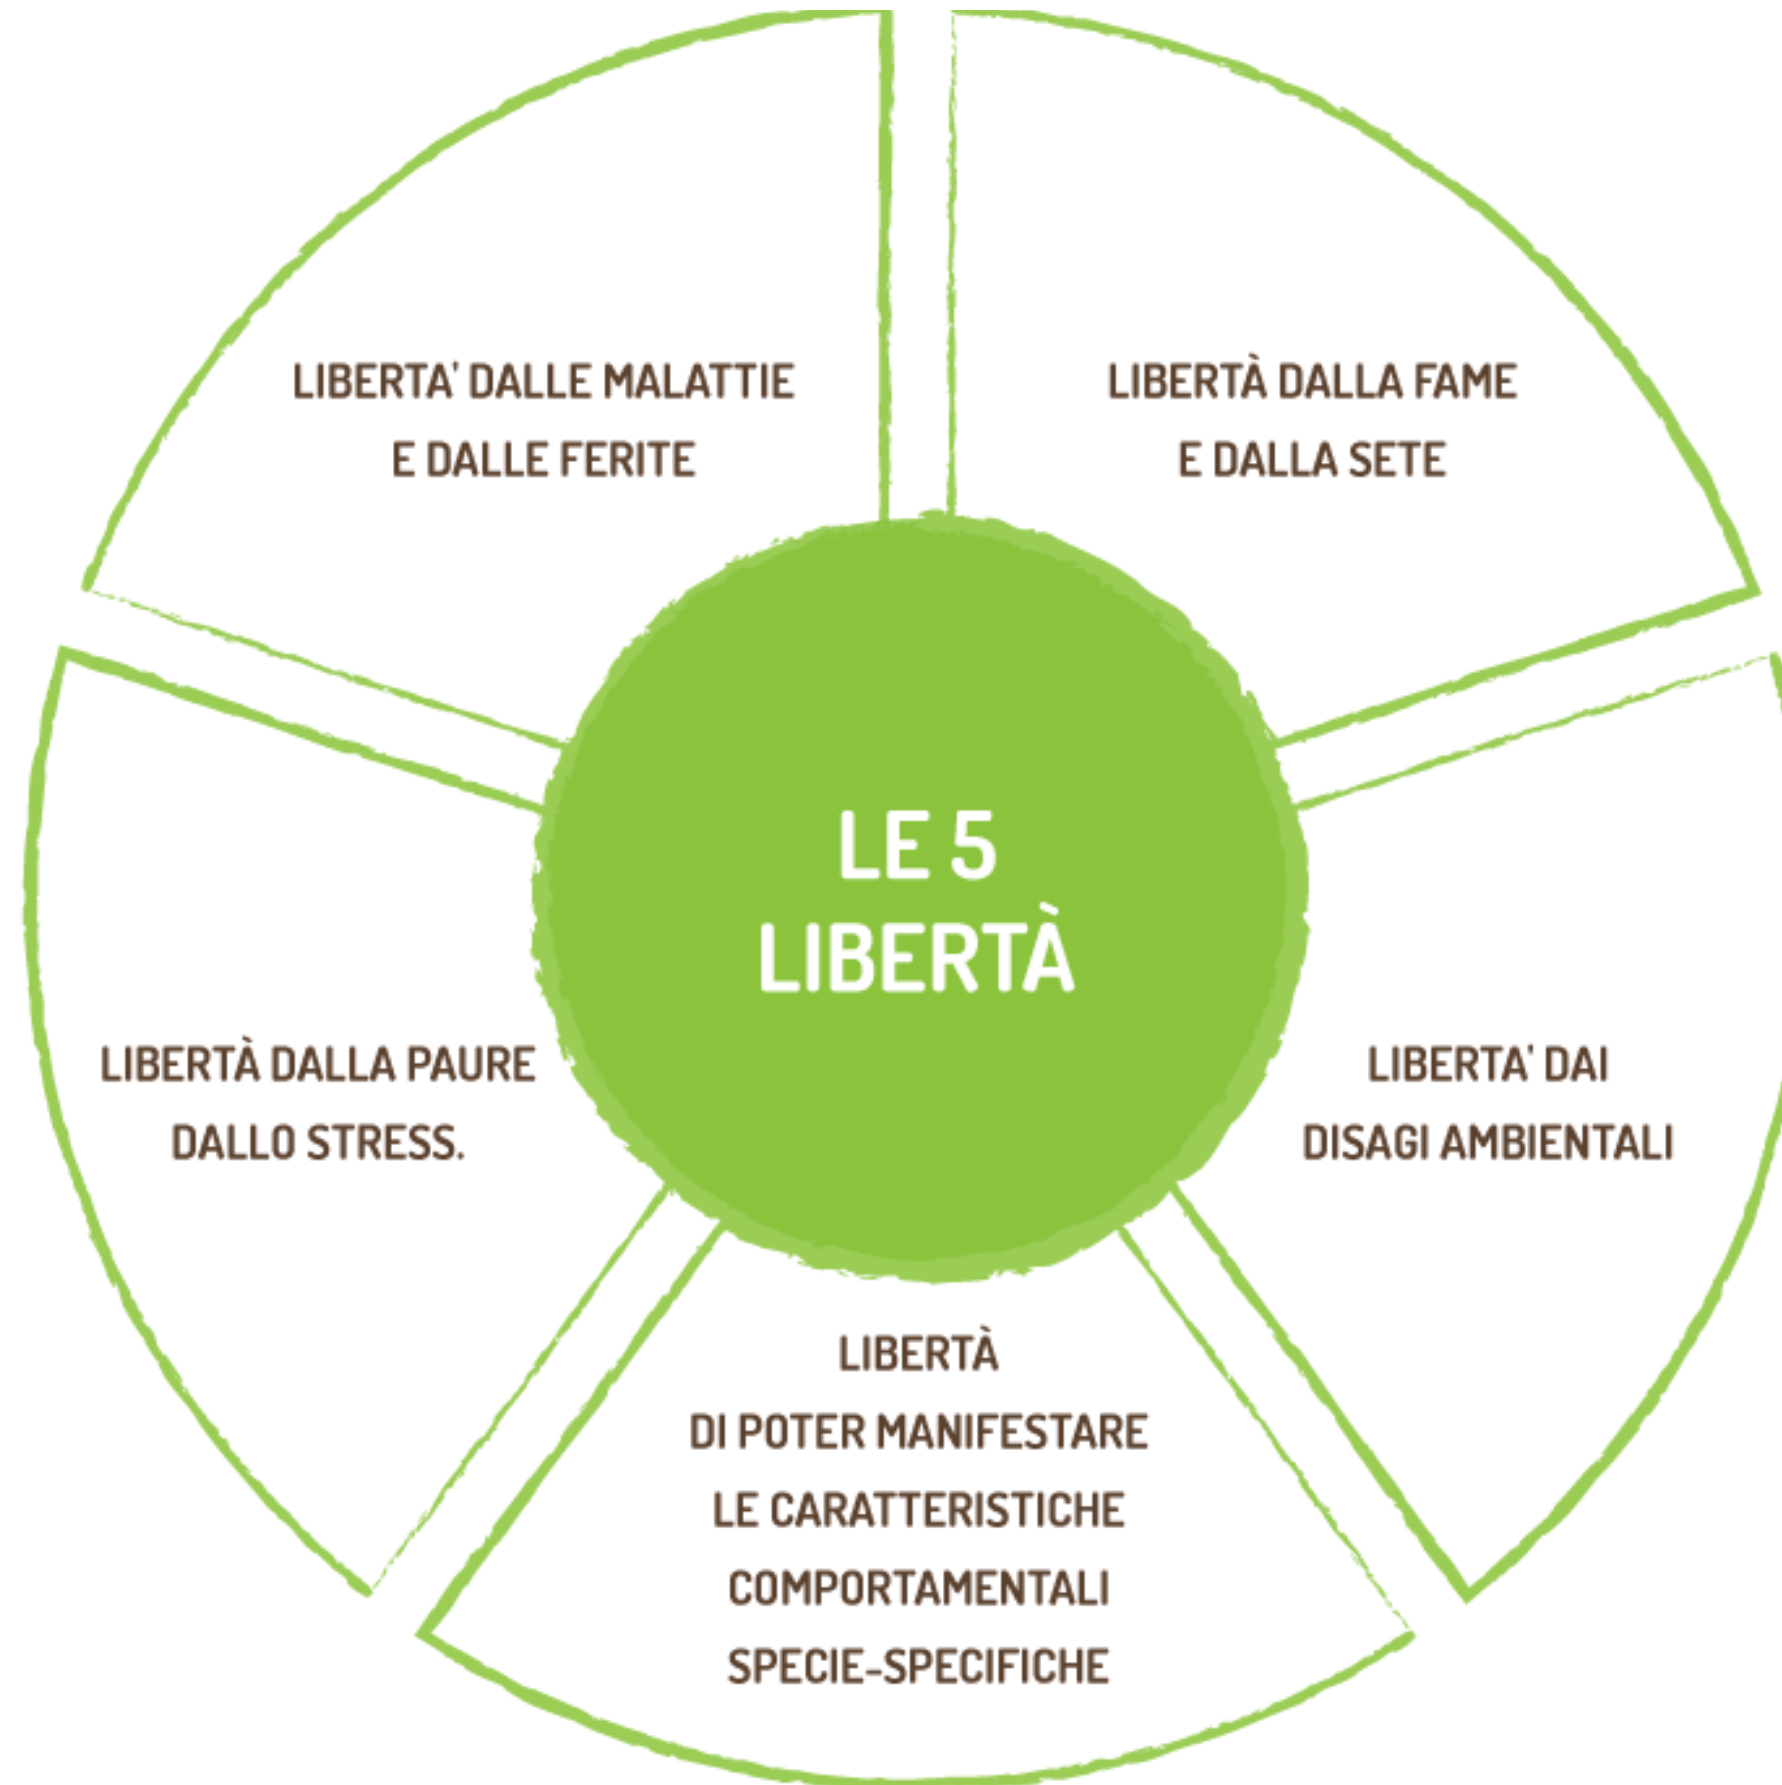 LIBERTA' DALLE MALATTIE
E DALLE FERITE
LIBERTÀ DALLA FAME
E DALLA SETE
LE 5
LIBERTÀ
LIBERTÀ DALLA PAURE
DALLO STRESS.
LIBERTA' DAI
DISAGI AMBIENTALI
LIBERTÀ
DI POTER MANIFESTARE
LE CARATTERISTICHE
COMPORTAMENTALI
SPECIE-SPECIFICHE